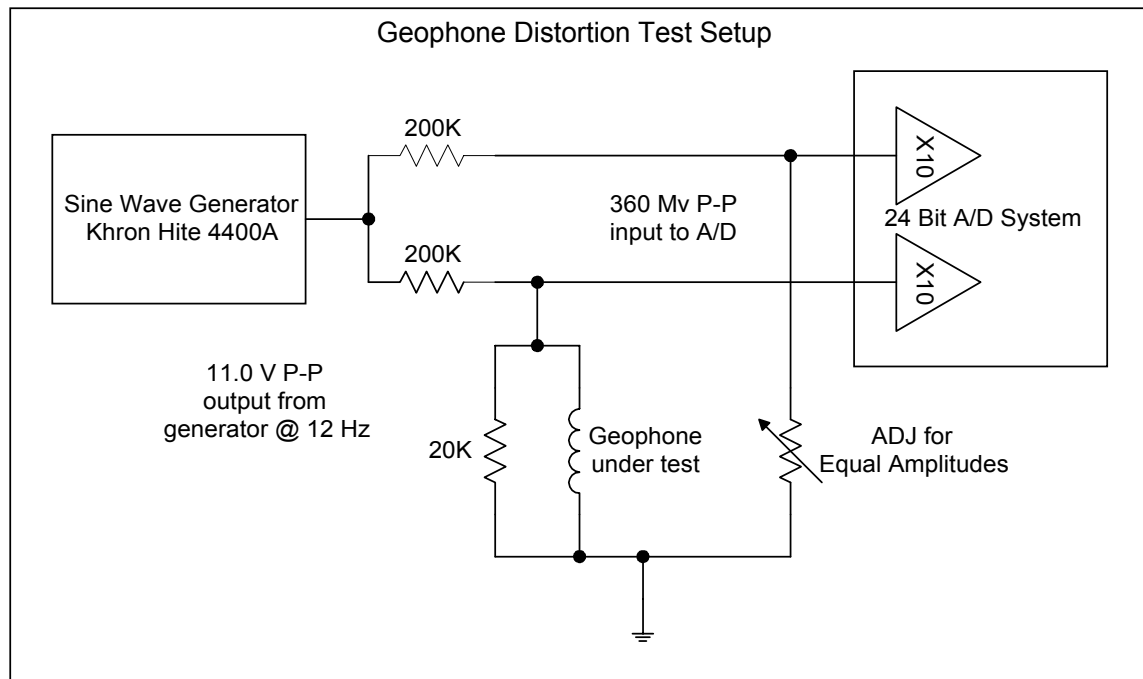 Geophone Distortion Test Setup
200K
Sine Wave Generator
Khron Hite 4400A
360 Mv P-P
input to A/D
X10
24 Bit A/D System
200K
X10
11.0 V P-P
output from
generator @ 12 Hz
20K
Geophone
under test
ADJ for
Equal Amplitudes